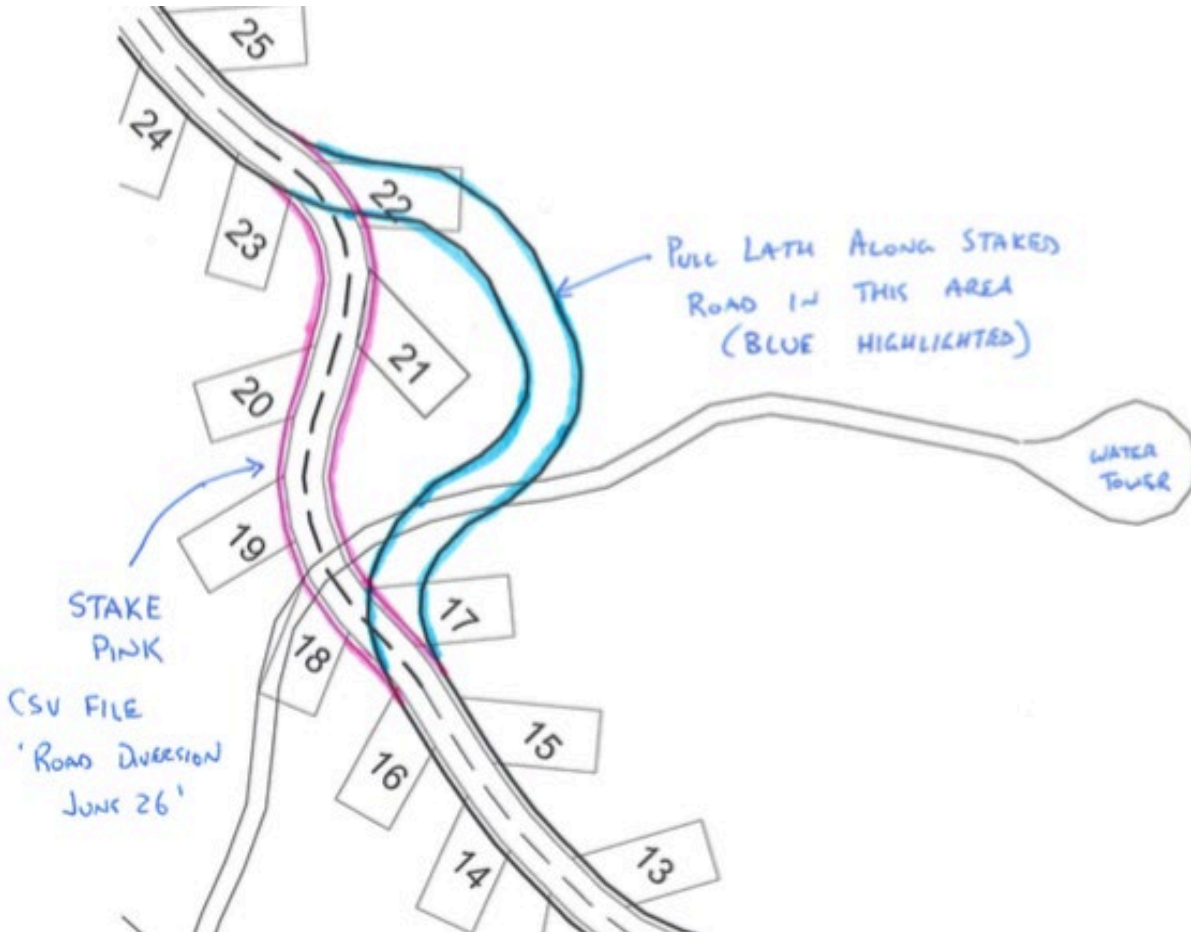 25
24
22
23
PULL LATH ALONG STAKED
ROAD IN THIS AREA
(BLUE HIGHLIGHTED)
21
20
WATER
TOWER
19
STAKE
PINK
CSV FILE
'ROAD DIVERSION
JUNE 26'
17
18
15
16
13
14